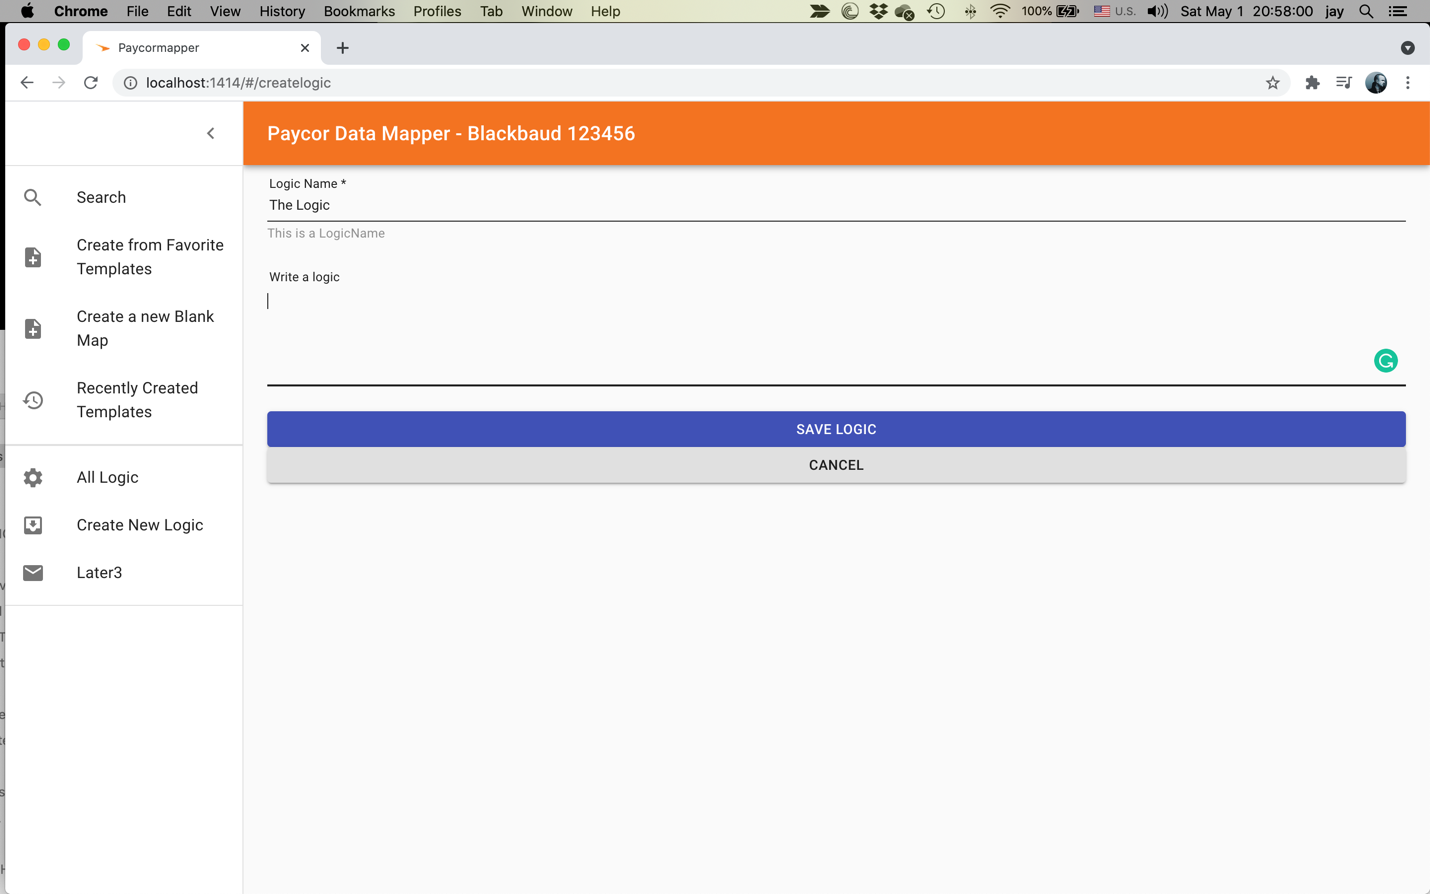 Chrome File Edit View History Bookmarks Profiles Tab Window Help 100% U.S. Sat May 1 20:58:00 jay
Paycormapper
localhost:1414/#/createlogic
Paycor Data Mapper - Blackbaud 123456
Search
Create from Favorite
Templates
Create a new Blank
Map
Recently Created
Templates
All Logic
Create New Logic
Later3
Logic Name *
The Logic
This is a LogicName
Write a logic
SAVE LOGIC
CANCEL